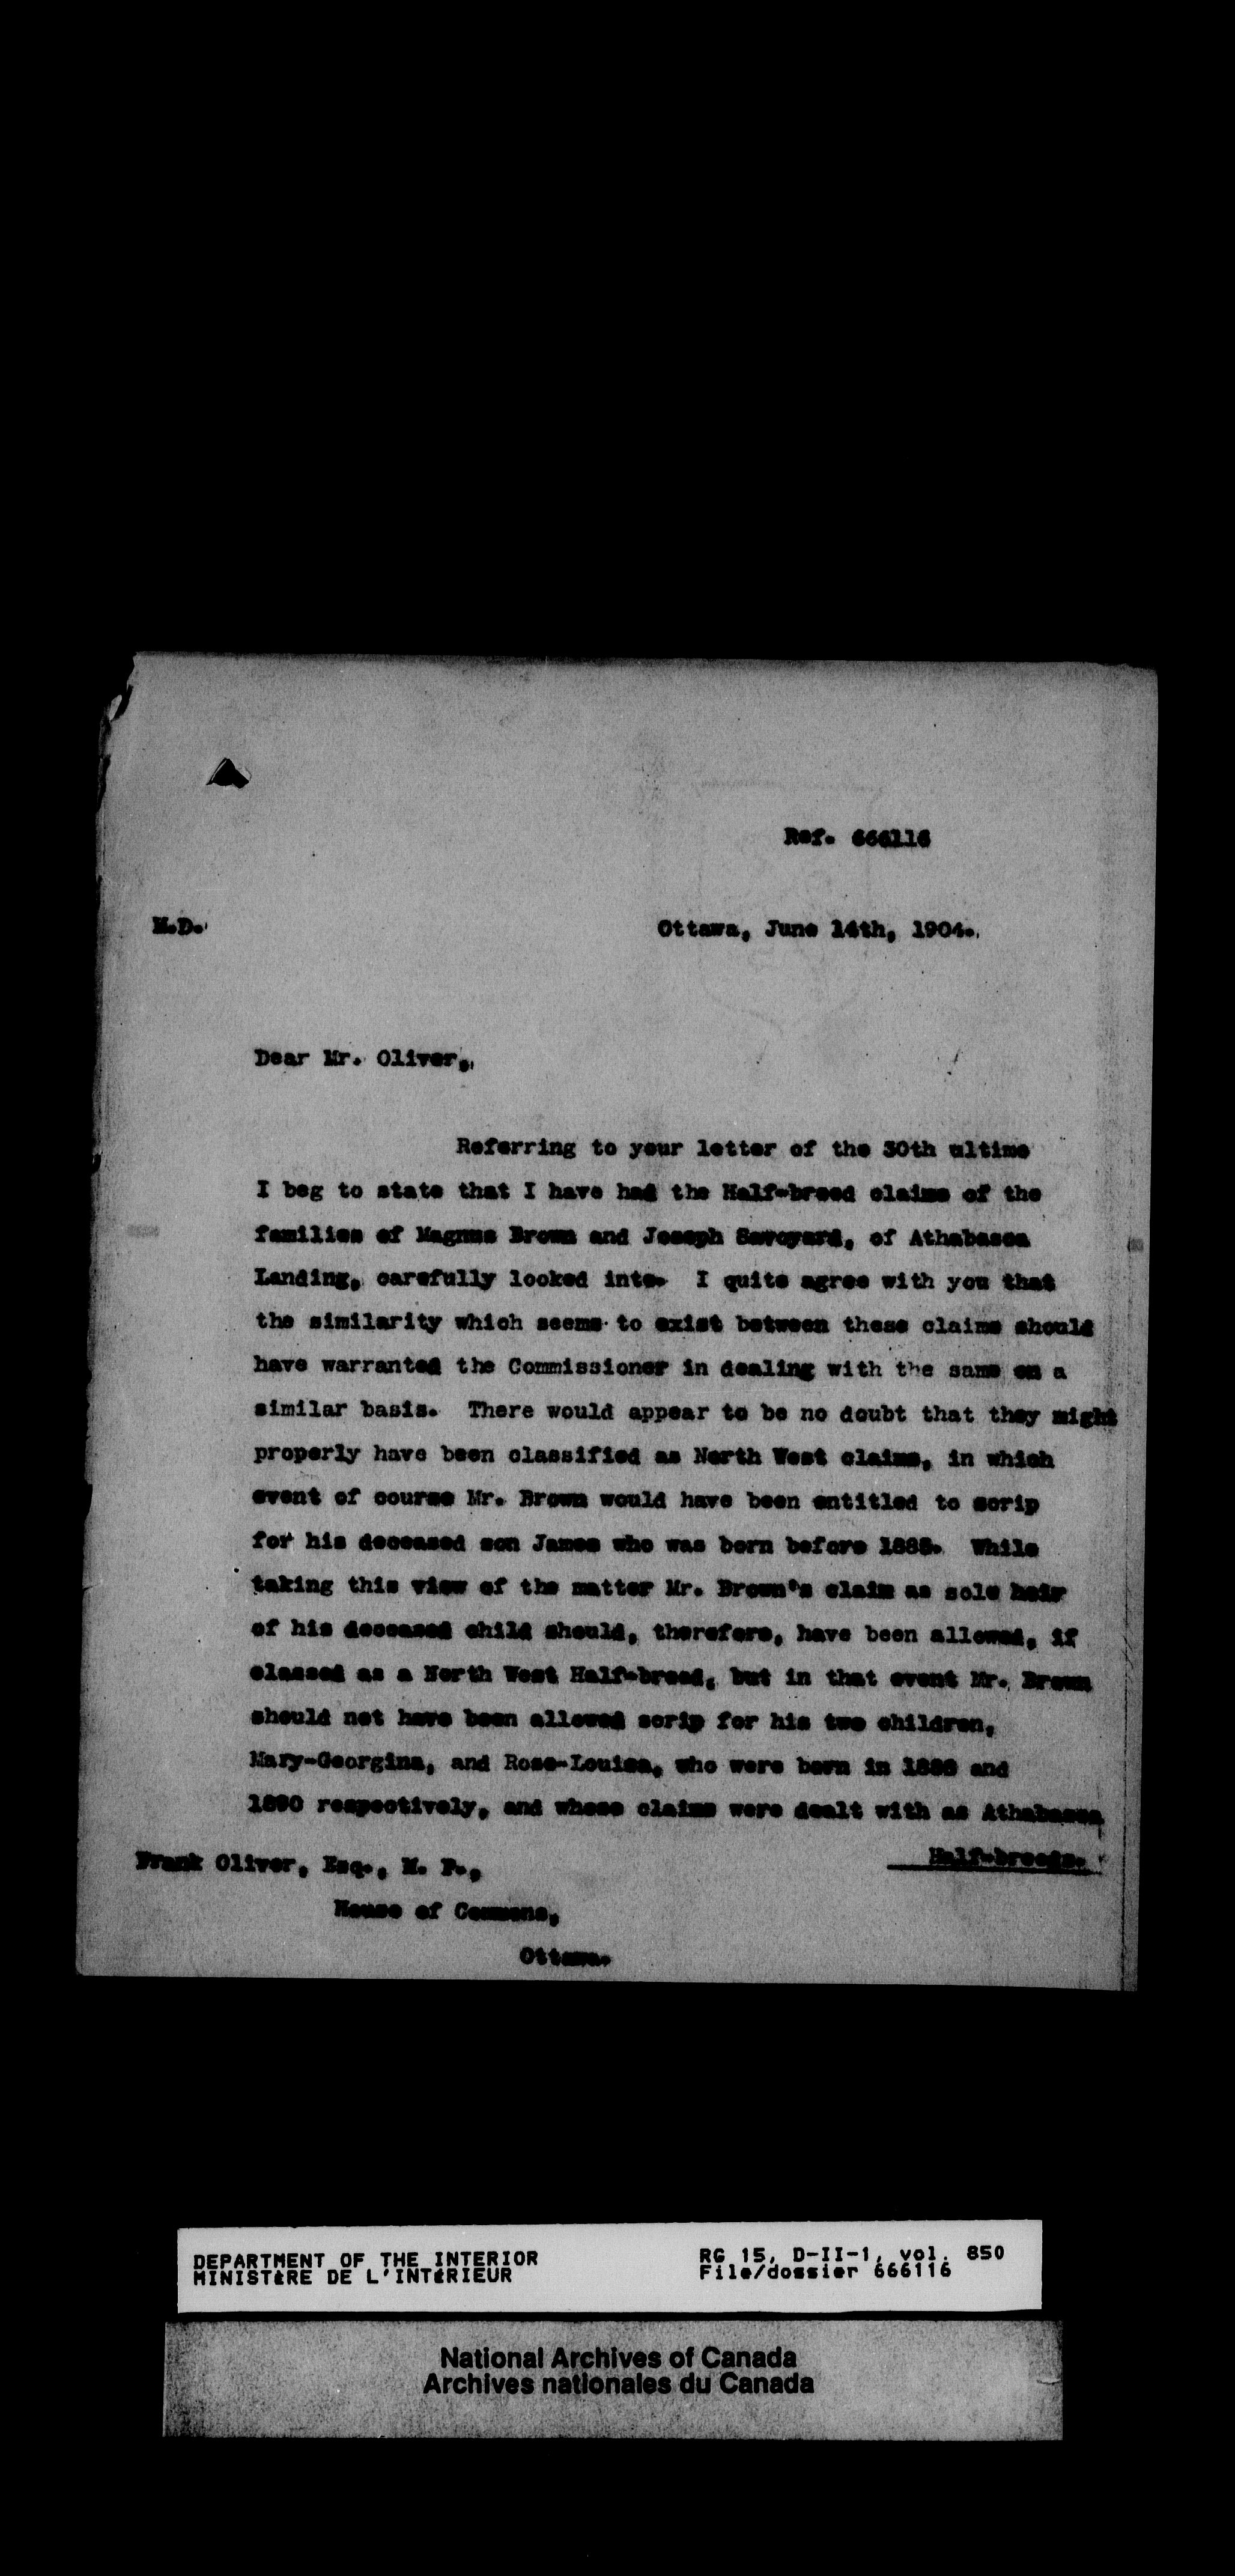 Ref. 666116
M.D.
Ottawa, June 14th, 1904.
Dear Mr. Oliver,
Referring to your letter of the 30th ultimo
I beg to state that I have had the Half-breed claims of the
families of Magnus Brown and Joseph Savoyard, of Athabasca
Landing, carefully looked into. I quite agree with you that
the similarity which seems to exist between these claims should
have warranted the Commissioner in dealing with the same on a
similar basis. There would appear to be no doubt that they might
properly have been classified as North West claims, in which
event of course Mr. Brown would have been entitled to scrip
for his deceased son James who was born before 1885. While
taking this view of the matter Mr. Brown's claim as sole heir
of his deceased child should, therefore, have been allowed, if
classed as a North West Half-breed, but in that event Mr. Brown
should not have been allowed scrip for his two children,
Mary-Georgina, and Rose-Louisa, who were born in and
1890 respectively, and whose claims were dealt with as Athabasca
Half-breeds.
Frank Oliver, Esq., M. P.,
House of Commons,
Ottawa.
DEPARTMENT OF THE INTERIOR
MINISTÈRE DE L'INTÉRIEUR
RG 15, D-II-1, vol. 850
File/dossier 666116
National Archives of Canada
Archives nationales du Canada